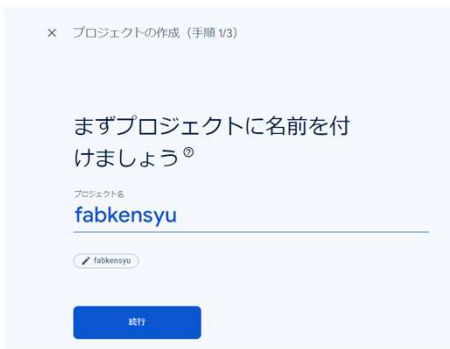 × プロジェクトの作成（手順 1/3）
まずプロジェクトに名前を付
けましょう
プロジェクト名
fabkensyu
fabkensyu
続行